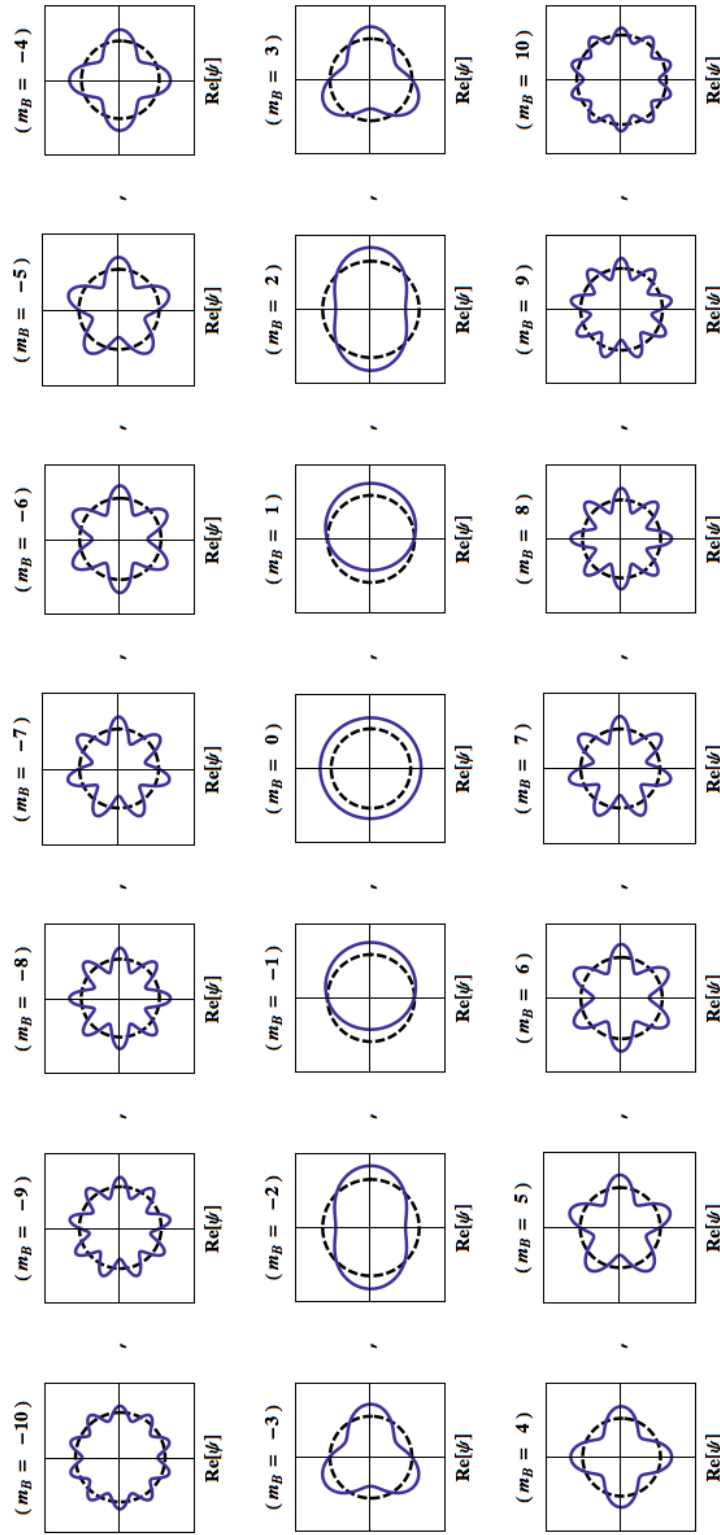 ( m_B = -10 ) ( m_B = -9 ) ( m_B = -8 ) ( m_B = -7 ) ( m_B = -6 ) ( m_B = -5 ) ( m_B = -4 )
, , , , , ,
Re[ψ] Re[ψ] Re[ψ] Re[ψ] Re[ψ] Re[ψ] Re[ψ]
( m_B = -3 ) ( m_B = -2 ) ( m_B = -1 ) ( m_B = 0 ) ( m_B = 1 ) ( m_B = 2 ) ( m_B = 3 )
, , , , , ,
Re[ψ] Re[ψ] Re[ψ] Re[ψ] Re[ψ] Re[ψ] Re[ψ]
( m_B = 4 ) ( m_B = 5 ) ( m_B = 6 ) ( m_B = 7 ) ( m_B = 8 ) ( m_B = 9 ) ( m_B = 10 )
, , , , , ,
Re[ψ] Re[ψ] Re[ψ] Re[ψ] Re[ψ] Re[ψ] Re[ψ]